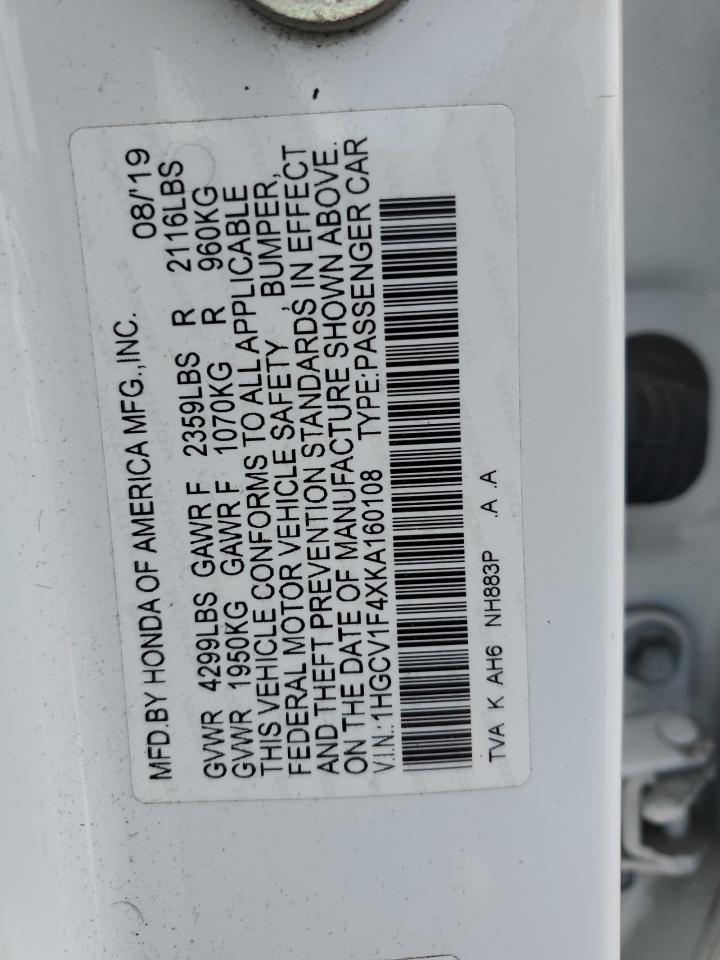 MFD.BY HONDA OF AMERICA MFG.,INC. 08/'19
GVWR 4299LBS GAWR F 2359LBS R 2116LBS
GVWR 1950KG GAWR F 1070KG R 960KG
THIS VEHICLE CONFORMS TO ALL APPLICABLE
FEDERAL MOTOR VEHICLE SAFETY , BUMPER,
AND THEFT PREVENTION STANDARDS IN EFFECT
ON THE DATE OF MANUFACTURE SHOWN ABOVE.
V.I.N.:1HGCV1F4XKA160108 TYPE:PASSENGER CAR
TVA K AH6 NH883P .A .A